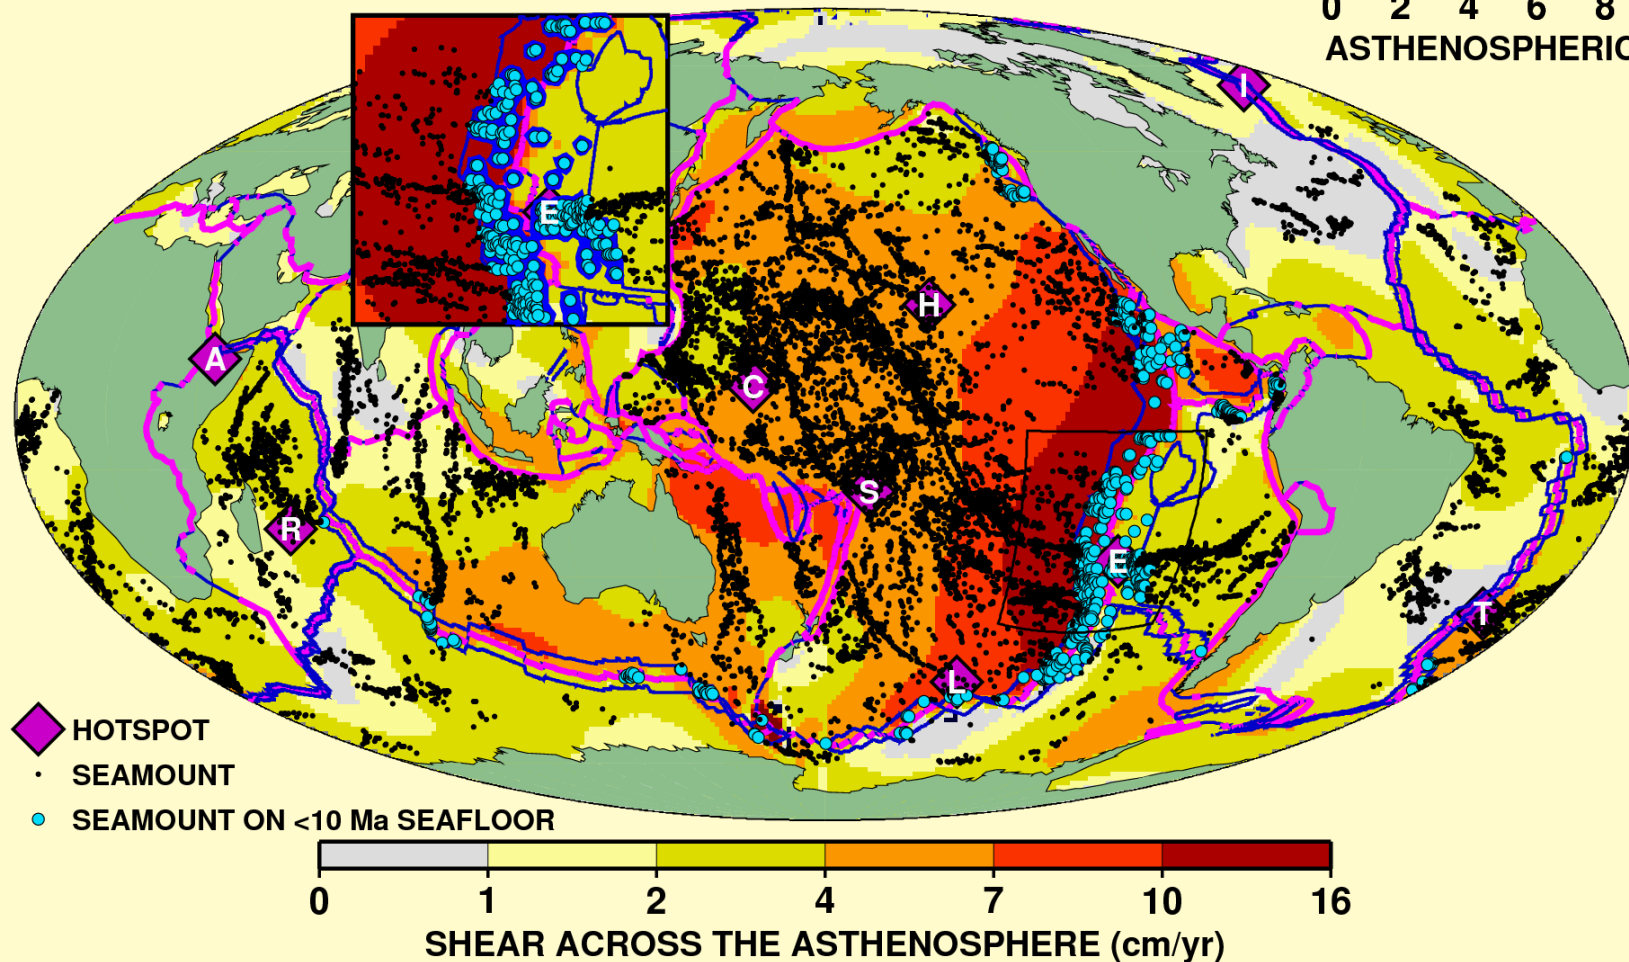 0 2 4 6 8
ASTHENOSPHERIC
I
E
H
A
C
S
R
E
T
L
HOTSPOT
SEAMOUNT
SEAMOUNT ON <10 Ma SEAFLOOR
0 1 2 4 7 10 16
SHEAR ACROSS THE ASTHENOSPHERE (cm/yr)